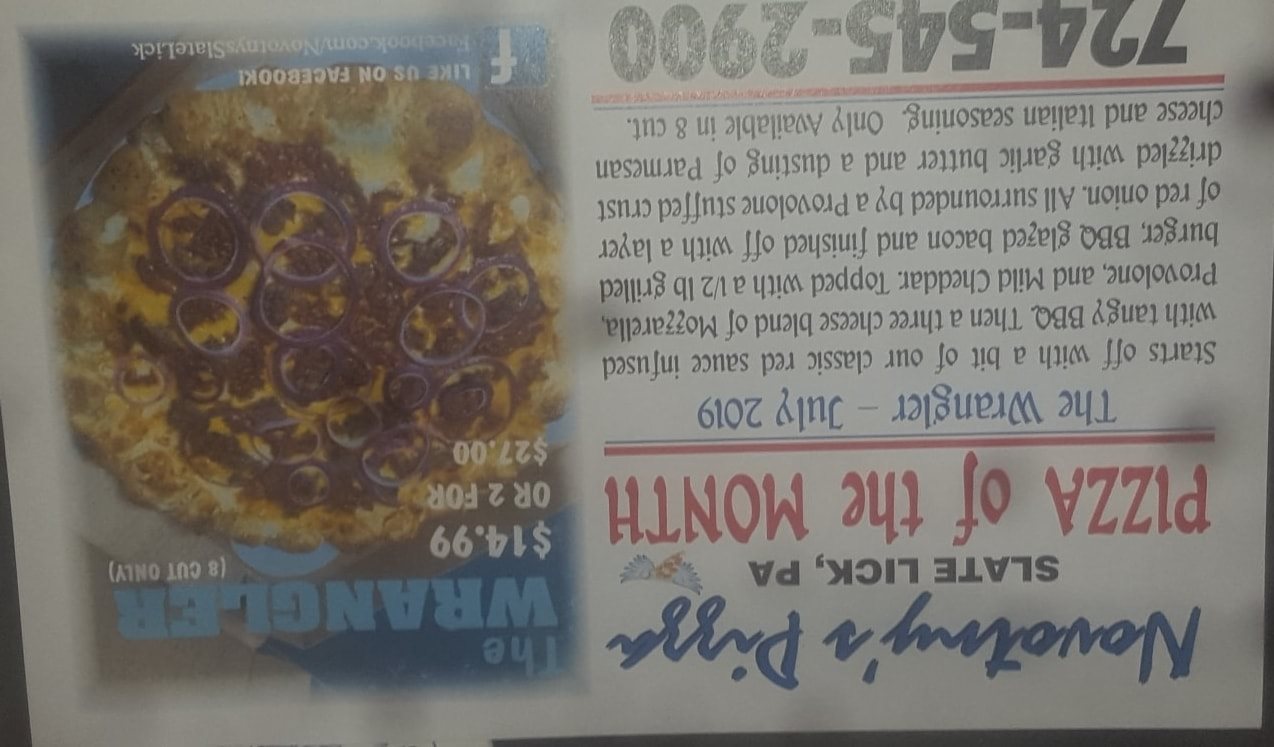 Novotny's Pizza
SLATE LICK, PA
PIZZA of the MONTH
The Wrangler – July 2019
Starts off with a bit of our classic red sauce infused
with tangy BBQ. Then a three cheese blend of Mozzarella,
Provolone, and Mild Cheddar. Topped with a 1/2 lb grilled
burger, BBQ glazed bacon and finished off with a layer
of red onion. All surrounded by a Provolone stuffed crust
drizzled with garlic butter and a dusting of Parmesan
cheese and Italian seasoning. Only Available in 8 cut.
724-545-2900
The
WRANGLER
(8 CUT ONLY)
$14.99
OR 2 FOR
$27.00
f
LIKE US ON FACEBOOK!
Facebook.com/NovotnysSlateLick